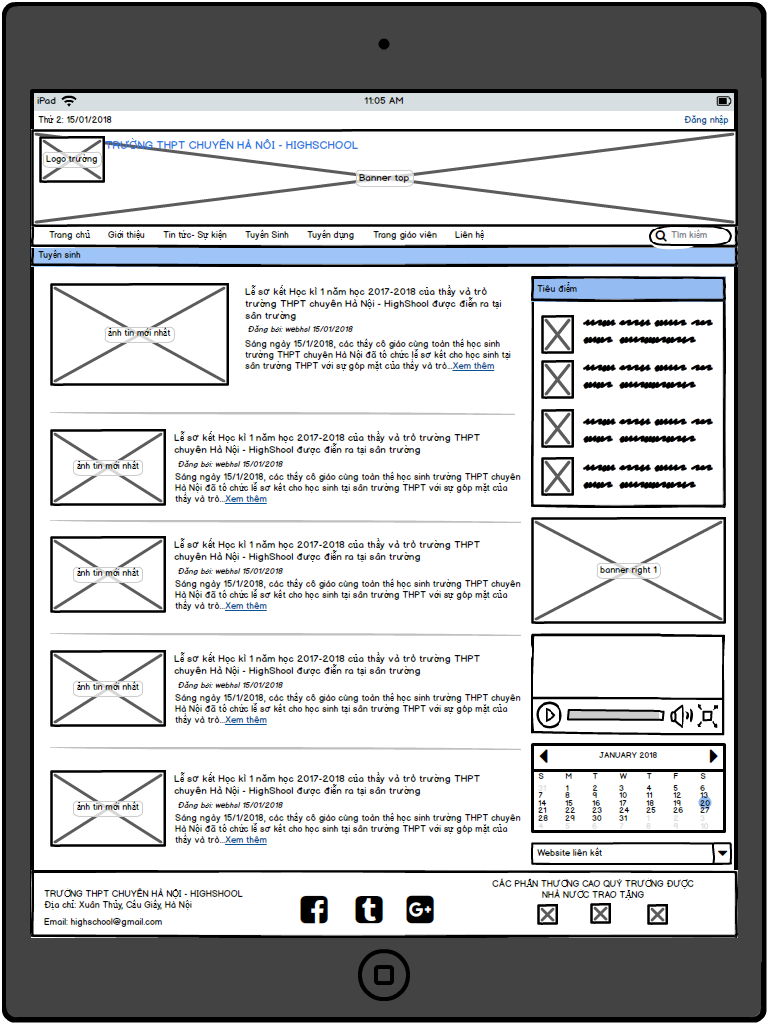 iPad
11:05 AM
Thứ 2: 15/01/2018
Đăng nhập
TRƯỜNG THPT CHUYÊN HÀ NÔI - HIGHSCHOOL
Logo trường
Banner top
Trang chủ
Giới thiệu
Tin tức- Sự kiện
Tuyển Sinh
Tuyển dụng
Trang giáo viên
Liên hệ
Tìm kiếm
Tuyển sinh
ảnh tin mới nhất
Lễ sơ kết Học kì 1 năm học 2017-2018 của thầy và trò
trường THPT chuyên Hà Nội - HighShool được điễn ra tại
sân trường
Đăng bởi: webhsl 15/01/2018
Sáng ngày 15/1/2018, các thầy cô giáo cùng toàn thể học sinh
trường THPT chuyên Hà Nội đã tổ chức lễ sơ kết cho học sinh tại
sân trường THPT với sự góp mặt của thầy và trò...Xem thêm
ảnh tin mới nhất
Lễ sơ kết Học kì 1 năm học 2017-2018 của thầy và trò trường THPT
chuyên Hà Nội - HighShool được điễn ra tại sân trường
Đăng bởi: webhsl 15/01/2018
Sáng ngày 15/1/2018, các thầy cô giáo cùng toàn thể học sinh trường THPT chuyên
Hà Nội đã tổ chức lễ sơ kết cho học sinh tại sân trường THPT với sự góp mặt của
thầy và trò...Xem thêm
ảnh tin mới nhất
Lễ sơ kết Học kì 1 năm học 2017-2018 của thầy và trò trường THPT
chuyên Hà Nội - HighShool được điễn ra tại sân trường
Đăng bởi: webhsl 15/01/2018
Sáng ngày 15/1/2018, các thầy cô giáo cùng toàn thể học sinh trường THPT chuyên
Hà Nội đã tổ chức lễ sơ kết cho học sinh tại sân trường THPT với sự góp mặt của
thầy và trò...Xem thêm
ảnh tin mới nhất
Lễ sơ kết Học kì 1 năm học 2017-2018 của thầy và trò trường THPT
chuyên Hà Nội - HighShool được điễn ra tại sân trường
Đăng bởi: webhsl 15/01/2018
Sáng ngày 15/1/2018, các thầy cô giáo cùng toàn thể học sinh trường THPT chuyên
Hà Nội đã tổ chức lễ sơ kết cho học sinh tại sân trường THPT với sự góp mặt của
thầy và trò...Xem thêm
ảnh tin mới nhất
Lễ sơ kết Học kì 1 năm học 2017-2018 của thầy và trò trường THPT
chuyên Hà Nội - HighShool được điễn ra tại sân trường
Đăng bởi: webhsl 15/01/2018
Sáng ngày 15/1/2018, các thầy cô giáo cùng toàn thể học sinh trường THPT chuyên
Hà Nội đã tổ chức lễ sơ kết cho học sinh tại sân trường THPT với sự góp mặt của
thầy và trò...Xem thêm
Tiêu điểm
banner right 1
JANUARY 2018
S M T W T F S
31 1 2 3 4 5 6
7 8 9 10 11 12 13
14 15 16 17 18 19 20
21 22 23 24 25 26 27
28 29 30 31 1 2 3
4 5 6 7 8 9 10
Website liên kết
TRƯỜNG THPT CHUYÊN HÀ NỘI - HIGHSHOOL
Địa chỉ: Xuân Thủy, Cầu Giấy, Hà Nội
Email: highschool@gmail.com
f
t
G+
CÁC PHẦN THƯỞNG CAO QUÝ TRƯỜNG ĐƯỢC
NHÀ NƯỚC TRAO TẶNG